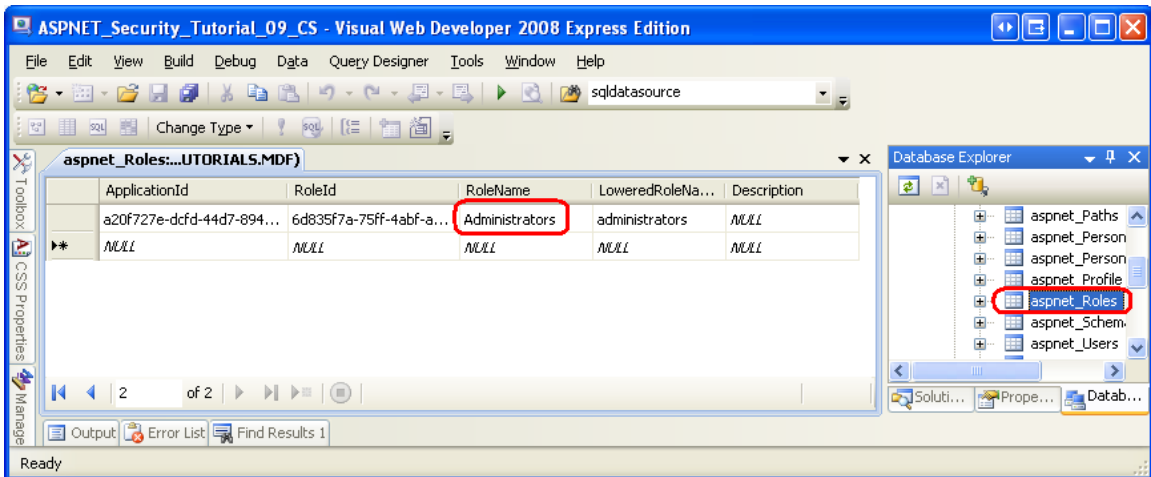 ASPNET_Security_Tutorial_09_CS - Visual Web Developer 2008 Express Edition
File Edit View Build Debug Data Query Designer Tools Window Help
sqldatasource
SQL Change Type SQL
aspnet_Roles:...UTORIALS.MDF)
ApplicationId RoleId RoleName LoweredRoleNa... Description
a20f727e-dcfd-44d7-894... 6d835f7a-75ff-4abf-a... Administrators administrators NULL
NULL NULL NULL NULL NULL
2 of 2
Toolbox
CSS Properties
Manage
Database Explorer
aspnet_Paths
aspnet_Person
aspnet_Person
aspnet_Profile
aspnet_Roles
aspnet_Schem
aspnet_Users
Soluti... Prope... Datab...
Output Error List Find Results 1
Ready